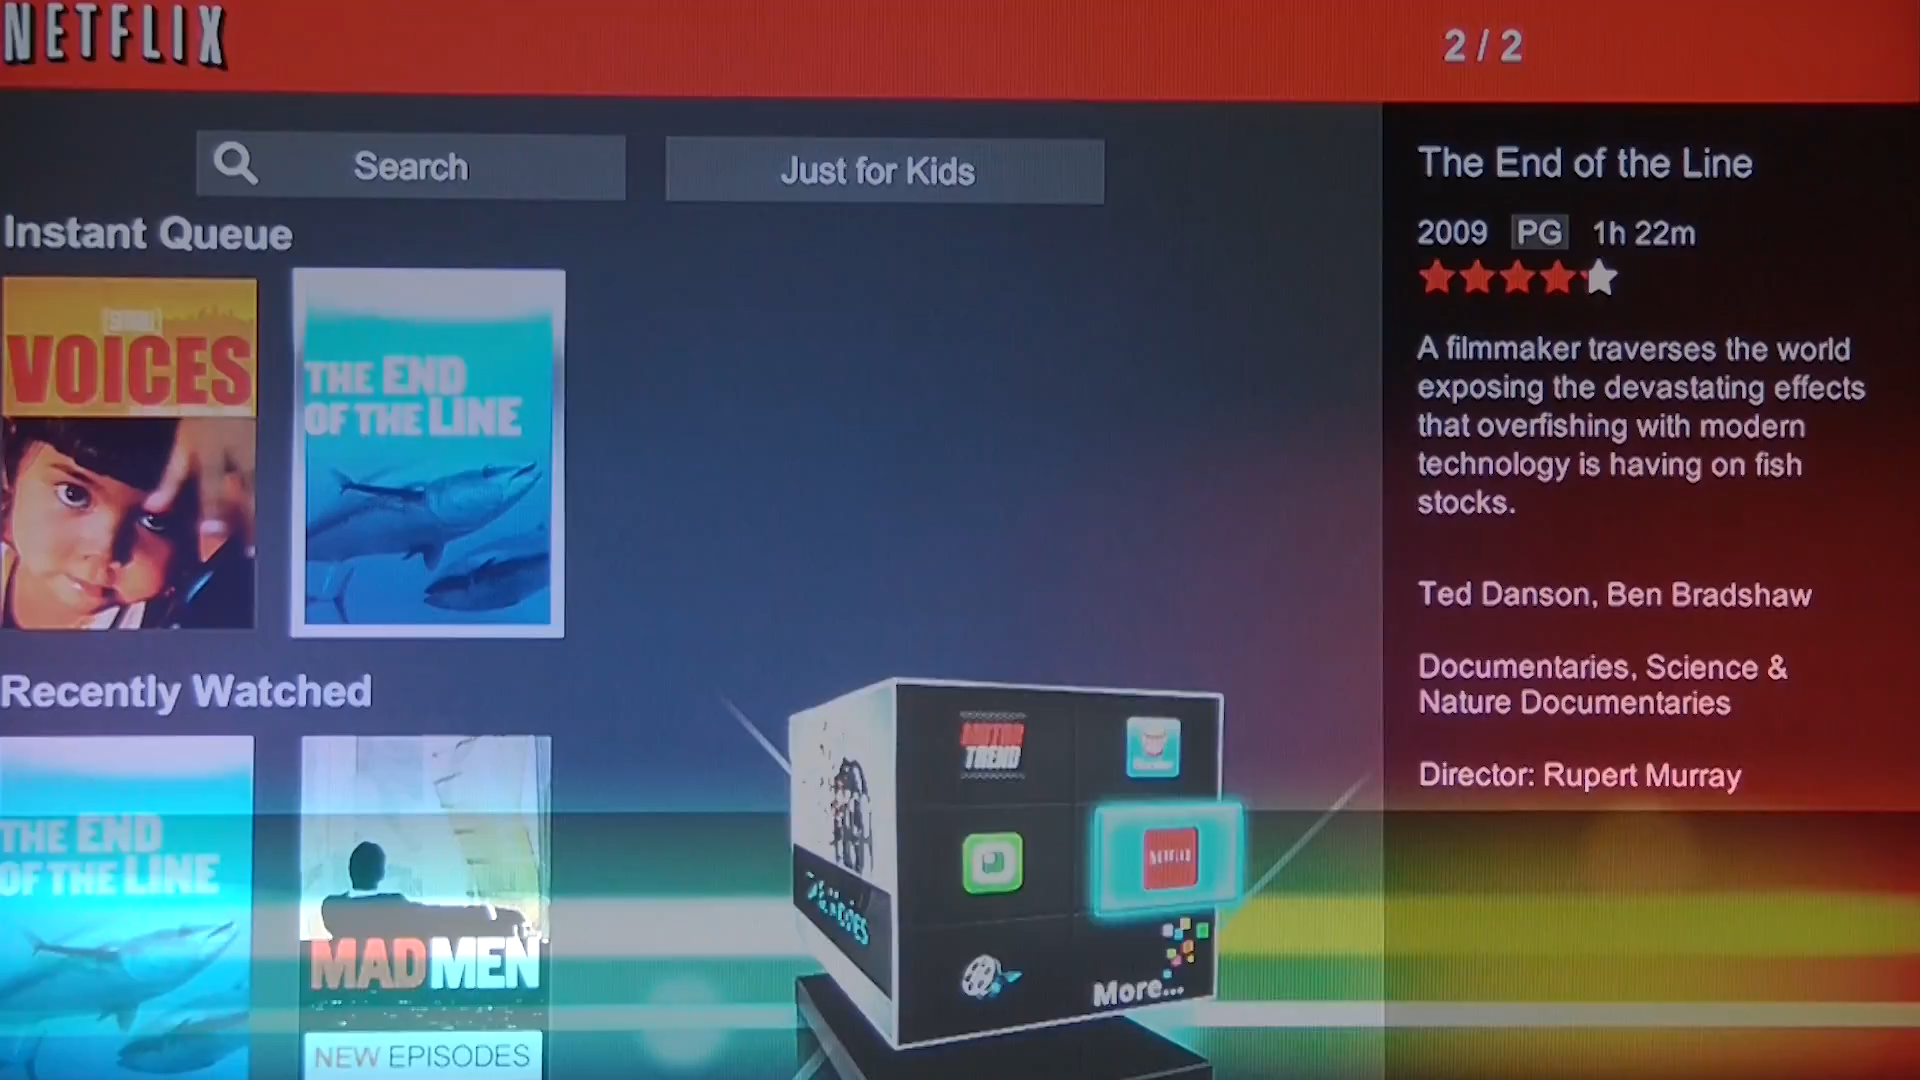 NETFLIX
2 / 2
Search
Just for Kids
Instant Queue
VOICES
THE END
OF THE LINE
The End of the Line
2009 PG 1h 22m
A filmmaker traverses the world
exposing the devastating effects
that overfishing with modern
technology is having on fish
stocks.
Ted Danson, Ben Bradshaw
Documentaries, Science &
Nature Documentaries
Director: Rupert Murray
Recently Watched
THE END
OF THE LINE
MAD MEN
NEW EPISODES
MOTOR
TREND
NETFLIX
More...